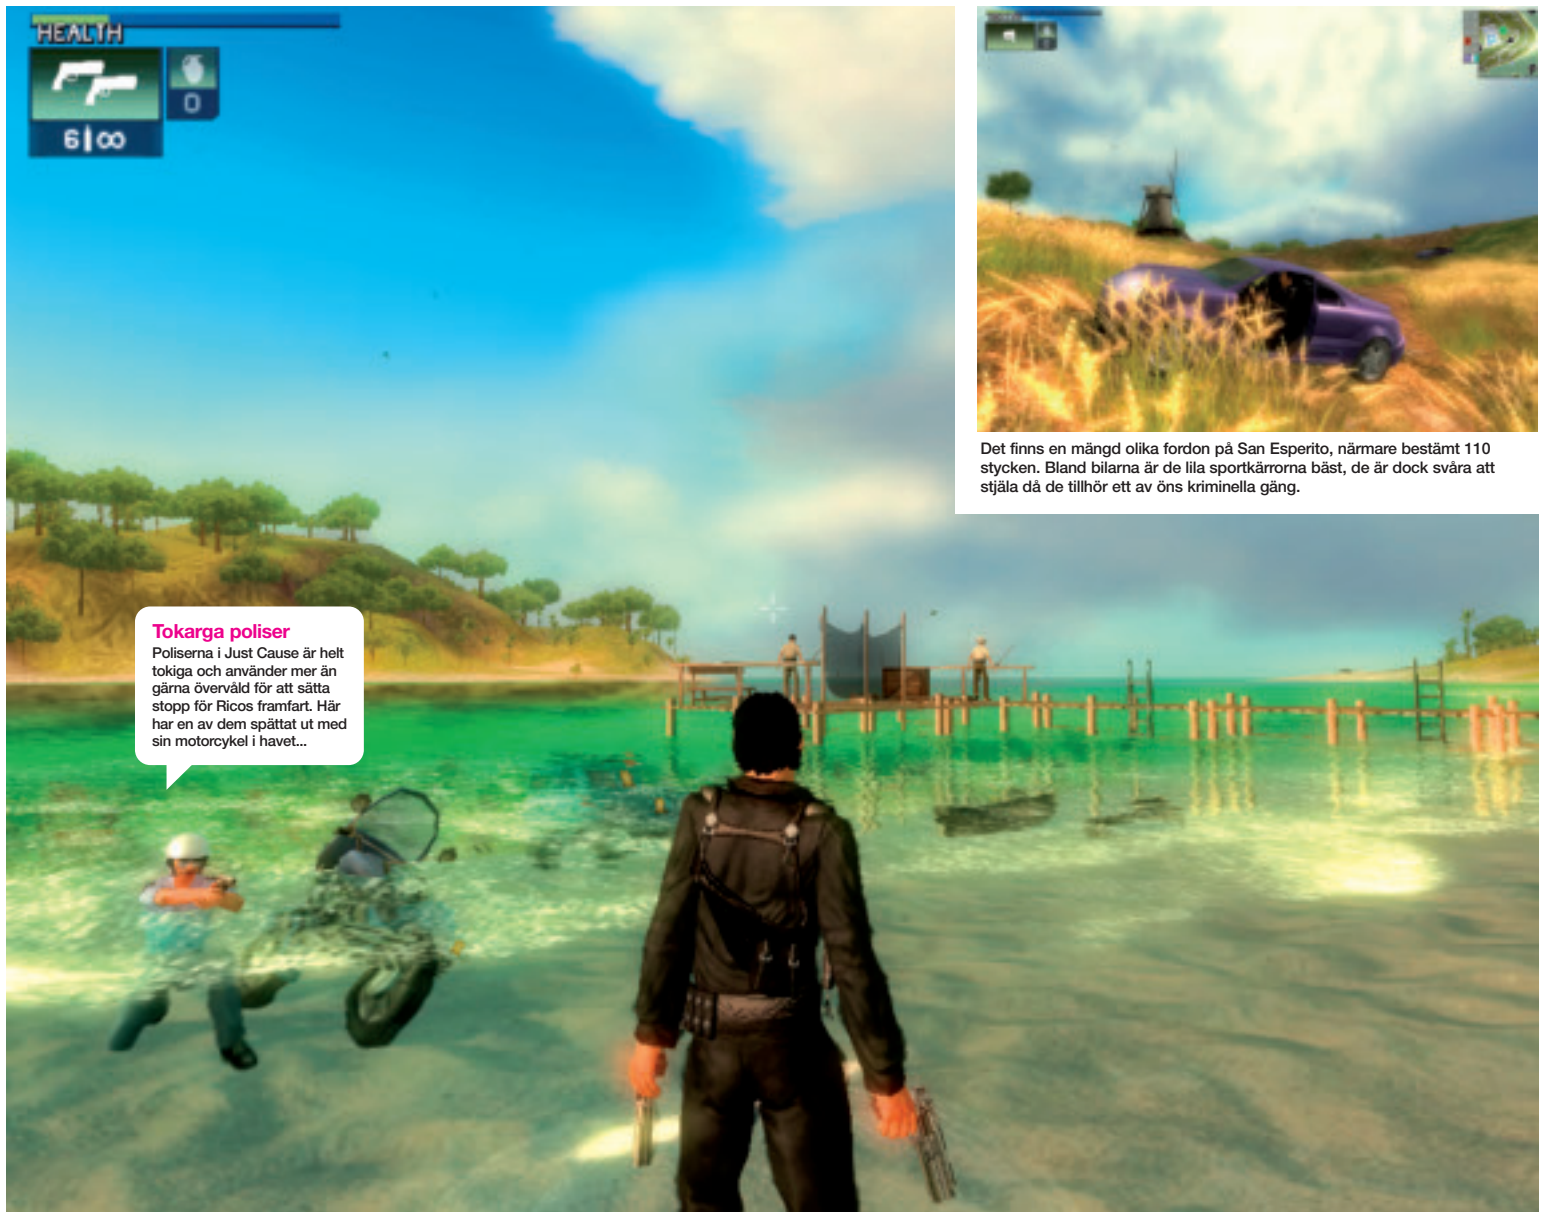 HEALTH
0
6|∞
Det finns en mängd olika fordon på San Esperito, närmare bestämt 110
stycken. Bland bilarna är de lila sportkärrorna bäst, de är dock svåra att
stjäla då de tillhör ett av öns kriminella gäng.
Tokarga poliser
Poliserna i Just Cause är helt
tokiga och använder mer än
gärna övervåld för att sätta
stopp för Ricos framfart. Här
har en av dem spättat ut med
sin motorcykel i havet...